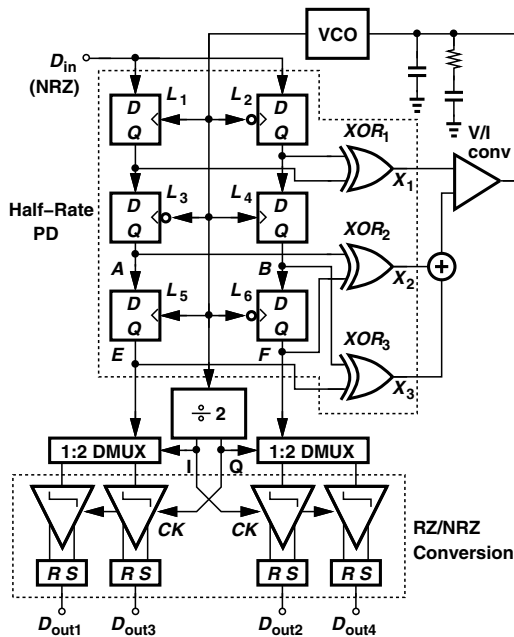 VCO
D_in
(NRZ)
L_1
L_2
D
Q
D
Q
XOR_1
X_1
V/I
conv
Half–Rate
PD
L_3
L_4
D
Q
D
Q
XOR_2
X_2
+
A
B
L_5
L_6
D
Q
D
Q
XOR_3
X_3
E
F
÷ 2
1:2 DMUX
I
Q
1:2 DMUX
CK
CK
RZ/NRZ
Conversion
R S
R S
R S
R S
D_out1
D_out3
D_out2
D_out4